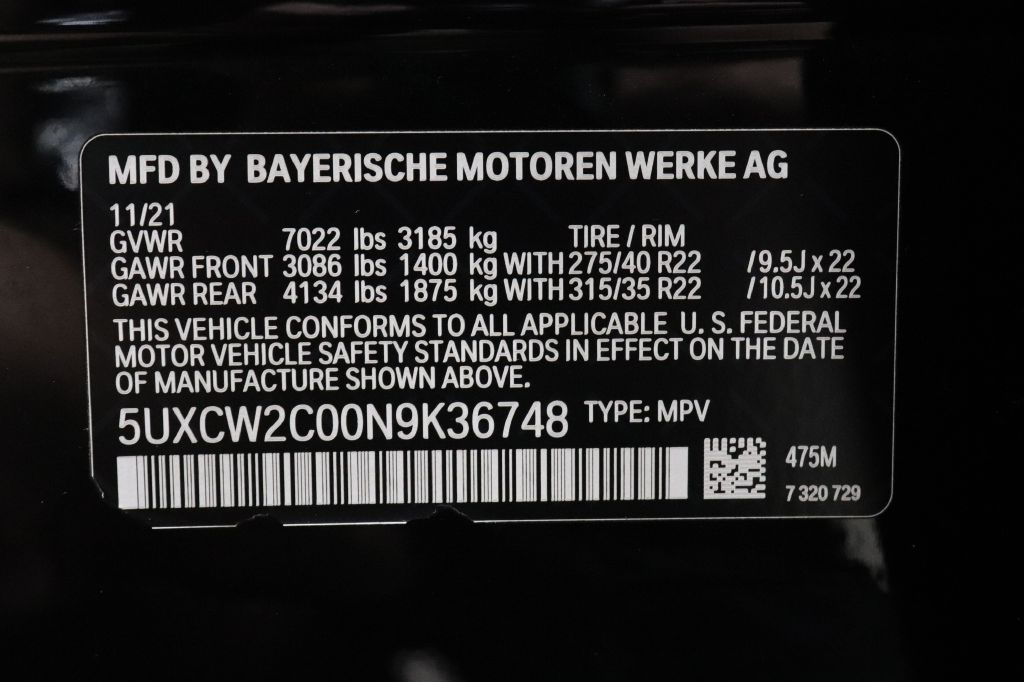 MFD BY BAYERISCHE MOTOREN WERKE AG
11/21
GVWR 7022 lbs 3185 kg TIRE / RIM
GAWR FRONT 3086 lbs 1400 kg WITH 275/40 R22 / 9.5J x 22
GAWR REAR 4134 lbs 1875 kg WITH 315/35 R22 / 10.5J x 22
THIS VEHICLE CONFORMS TO ALL APPLICABLE U. S. FEDERAL
MOTOR VEHICLE SAFETY STANDARDS IN EFFECT ON THE DATE
OF MANUFACTURE SHOWN ABOVE.
5UXCW2C00N9K36748 TYPE: MPV
475M
7 320 729